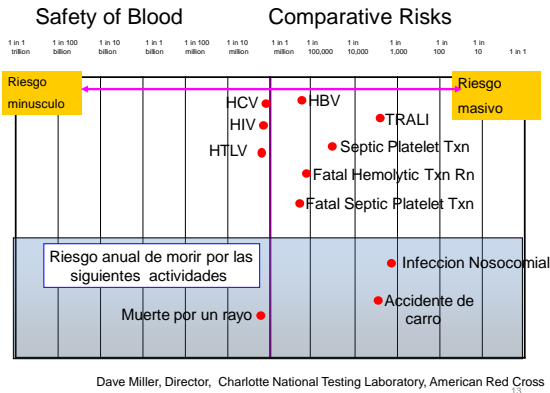 Safety of Blood Comparative Risks
1 in 1 trillion
1 in 100 billion
1 in 10 billion
1 in 1 billion
1 in 100 million
1 in 10 million
1 in 1 million
1 in 100,000
1 in 10,000
1 in 1,000
1 in 100
1 in 10
1 in 1
Riesgo
minusculo
Riesgo
masivo
HCV
HBV
HIV
TRALI
HTLV
Septic Platelet Txn
Fatal Hemolytic Txn Rn
Fatal Septic Platelet Txn
Riesgo anual de morir por las
siguientes actividades
Infeccion Nosocomial
Muerte por un rayo
Accidente de
carro
Dave Miller, Director, Charlotte National Testing Laboratory, American Red Cross
13